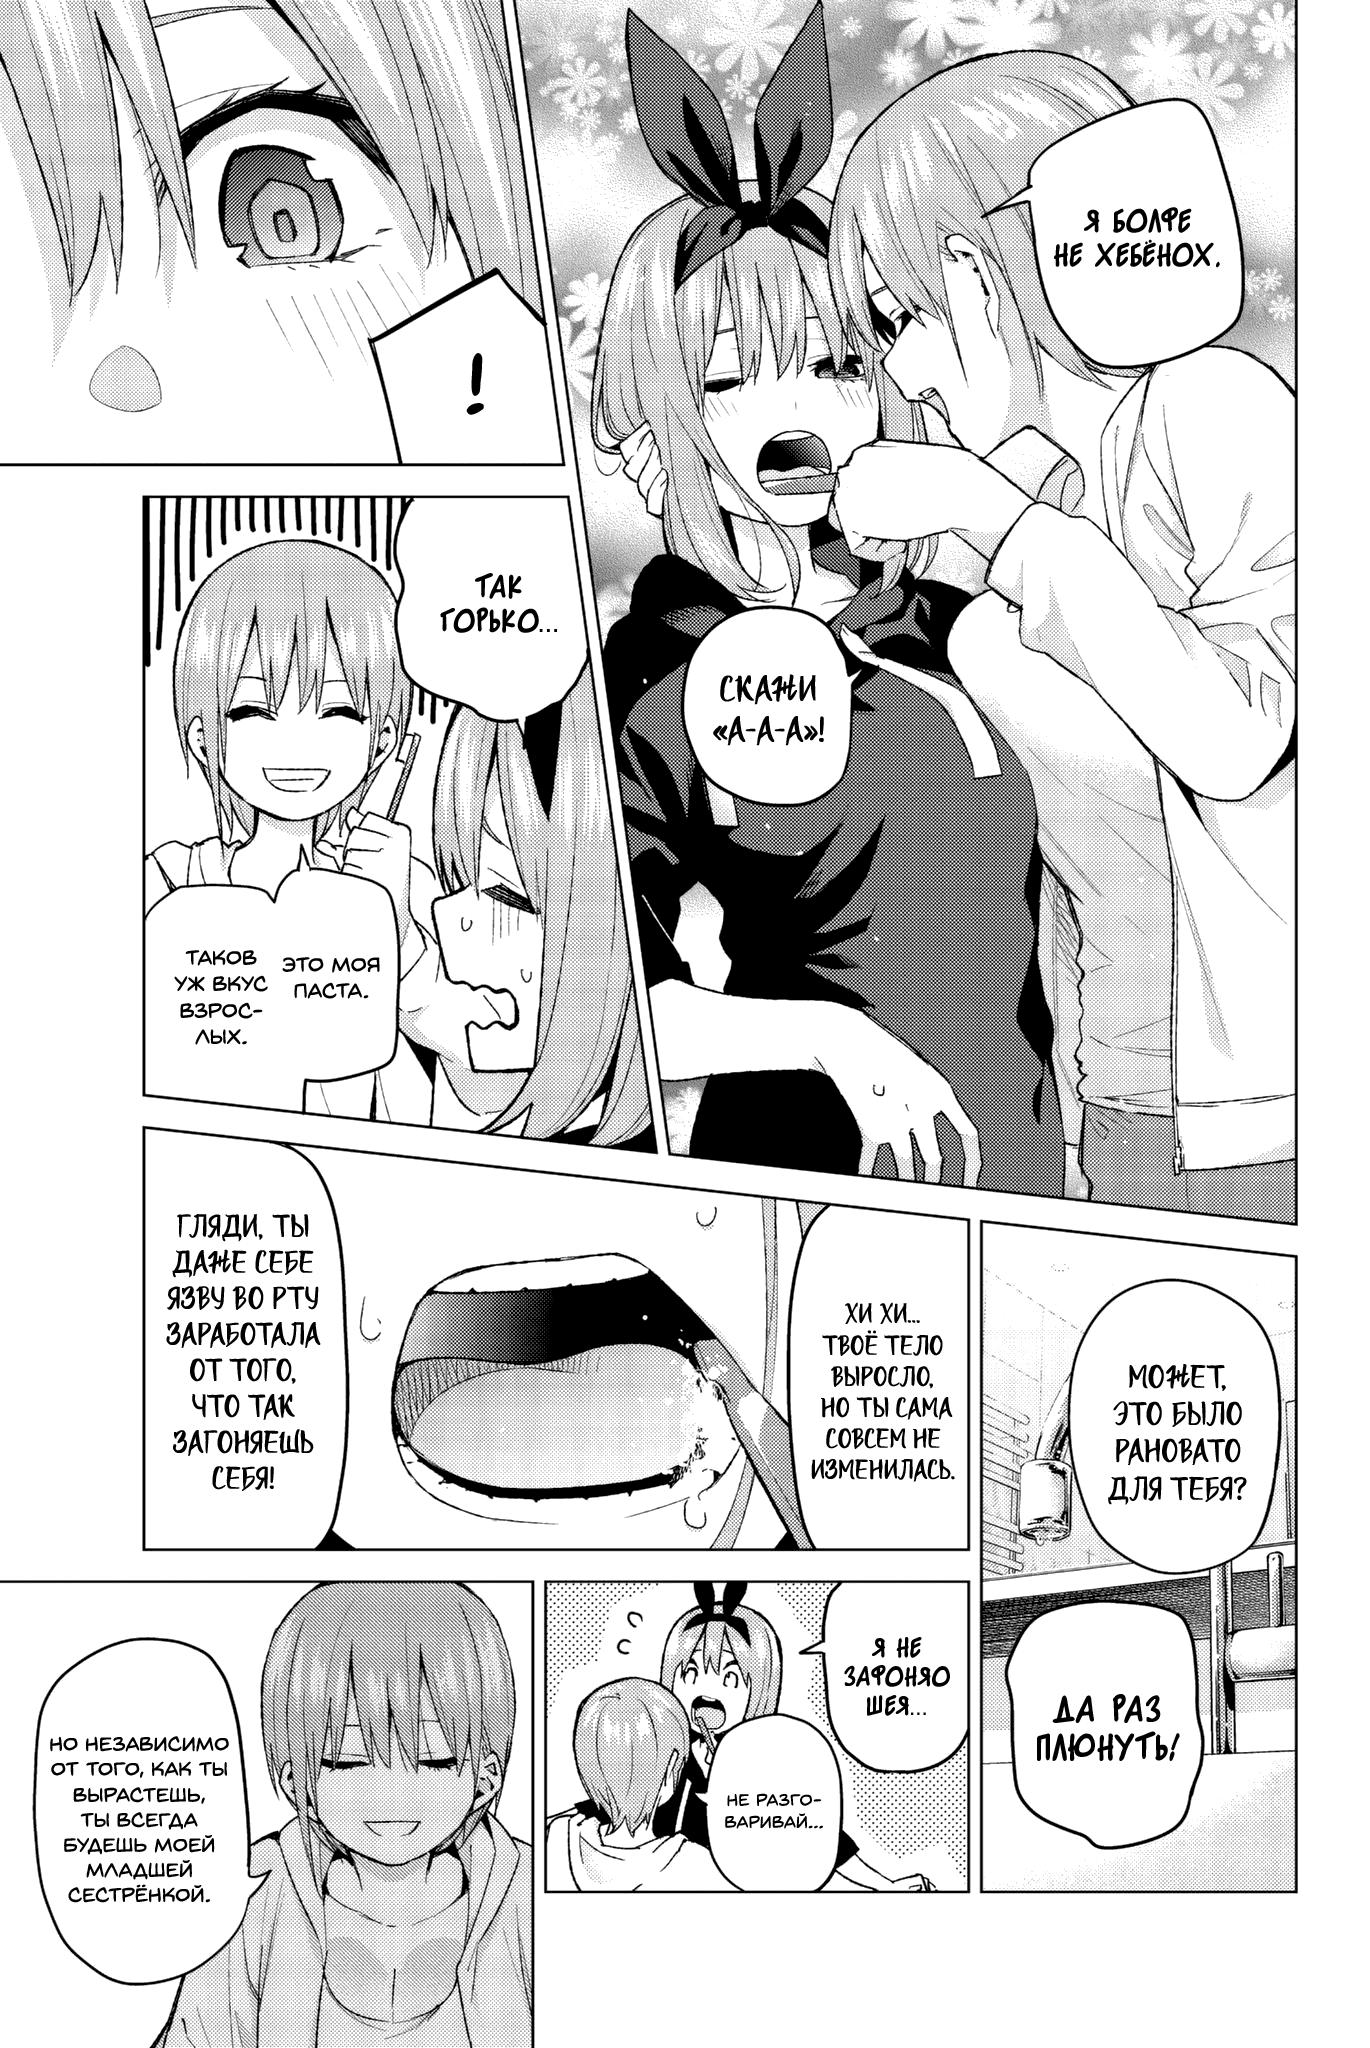 Я БОЛФЕ
НЕ ХЕБЁНОХ.
СКАЖИ
«А-А-А»!
!
ТАК
ГОРЬКО...
ЭТО МОЯ
ПАСТА.
ТАКОВ
УЖ ВКУС
ВЗРОС-
ЛЫХ.
МОЖЕТ,
ЭТО БЫЛО
РАНОВАТО
ДЛЯ ТЕБЯ?
ДА РАЗ
ПЛЮНУТЬ!
ХИ ХИ...
ТВОЁ ТЕЛО
ВЫРОСЛО,
НО ТЫ САМА
СОВСЕМ НЕ
ИЗМЕНИЛАСЬ.
ГЛЯДИ, ТЫ
ДАЖЕ СЕБЕ
ЯЗВУ ВО РТУ
ЗАРАБОТАЛА
ОТ ТОГО,
ЧТО ТАК
ЗАГОНЯЕШЬ
СЕБЯ!
Я НЕ
ЗАФОНЯО
ШЕЯ...
НЕ РАЗГО-
ВАРИВАЙ...
НО НЕЗАВИСИМО
ОТ ТОГО, КАК ТЫ
ВЫРАСТЕШЬ,
ТЫ ВСЕГДА
БУДЕШЬ МОЕЙ
МЛАДШЕЙ
СЕСТРЁНКОЙ.